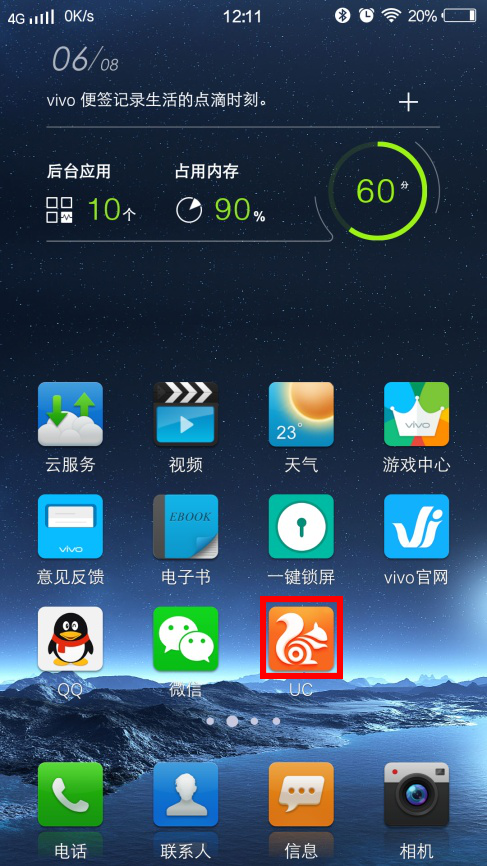 4G 0K/s 12:11 20%
06/08
vivo 便签记录生活的点滴时刻。
后台应用 占用内存
10个 90% 60分
23°
vivo
云服务 视频 天气 游戏中心
vivo EBOOK
意见反馈 电子书 一键锁屏 vivo官网
QQ 微信 UC
电话 联系人 信息 相机